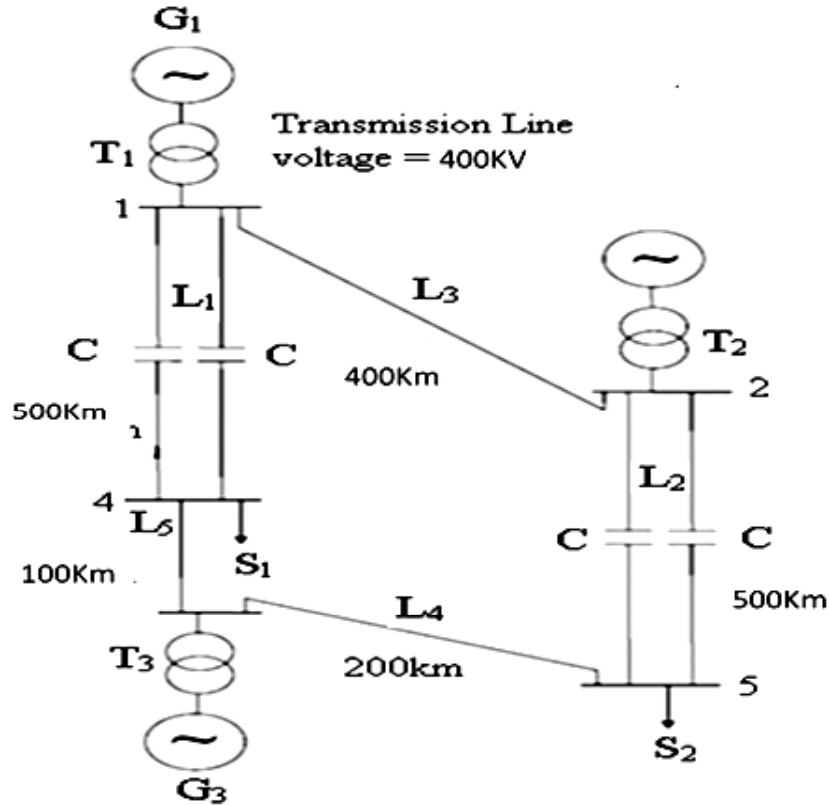 G1
~
T1
Transmission Line
voltage = 400KV
1
~
L1
L3
T2
C
C
400Km
2
500Km
L2
4
L5
S1
C
C
100Km
L4
500Km
T3
200km
5
~
S2
G3